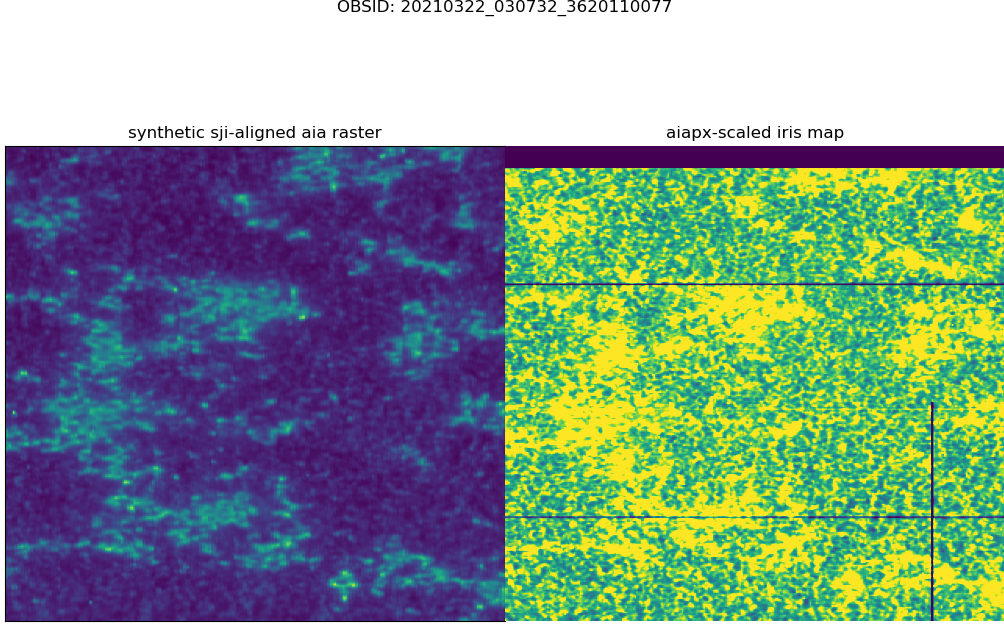 OBSID: 20210322_030732_3620110077
synthetic sji-aligned aia raster
aiapx-scaled iris map